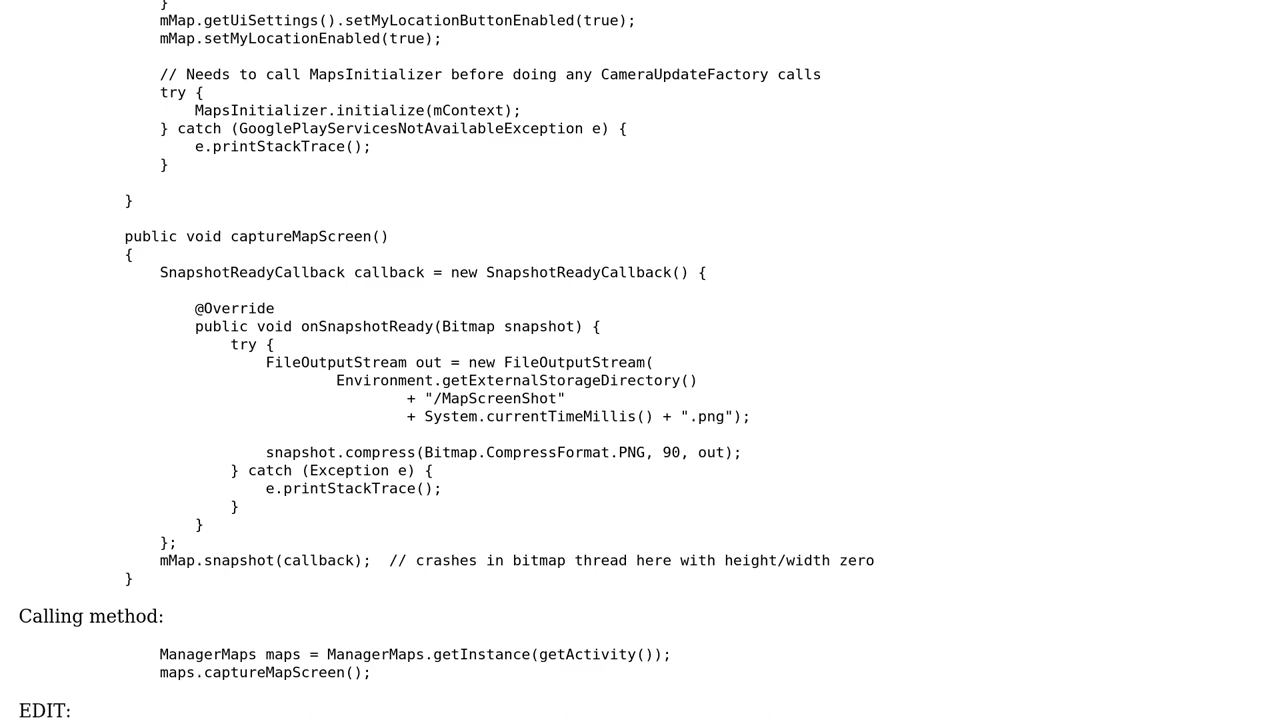 }
mMap.getUiSettings().setMyLocationButtonEnabled(true);
mMap.setMyLocationEnabled(true);
// Needs to call MapsInitializer before doing any CameraUpdateFactory calls
try {
MapsInitializer.initialize(mContext);
} catch (GooglePlayServicesNotAvailableException e) {
e.printStackTrace();
}
}
public void captureMapScreen()
{
SnapshotReadyCallback callback = new SnapshotReadyCallback() {
@Override
public void onSnapshotReady(Bitmap snapshot) {
try {
FileOutputStream out = new FileOutputStream(
Environment.getExternalStorageDirectory()
+ "/MapScreenShot"
+ System.currentTimeMillis() + ".png");
snapshot.compress(Bitmap.CompressFormat.PNG, 90, out);
} catch (Exception e) {
e.printStackTrace();
}
}
};
mMap.snapshot(callback);  // crashes in bitmap thread here with height/width zero
}
Calling method:
ManagerMaps maps = ManagerMaps.getInstance(getActivity());
maps.captureMapScreen();
EDIT: